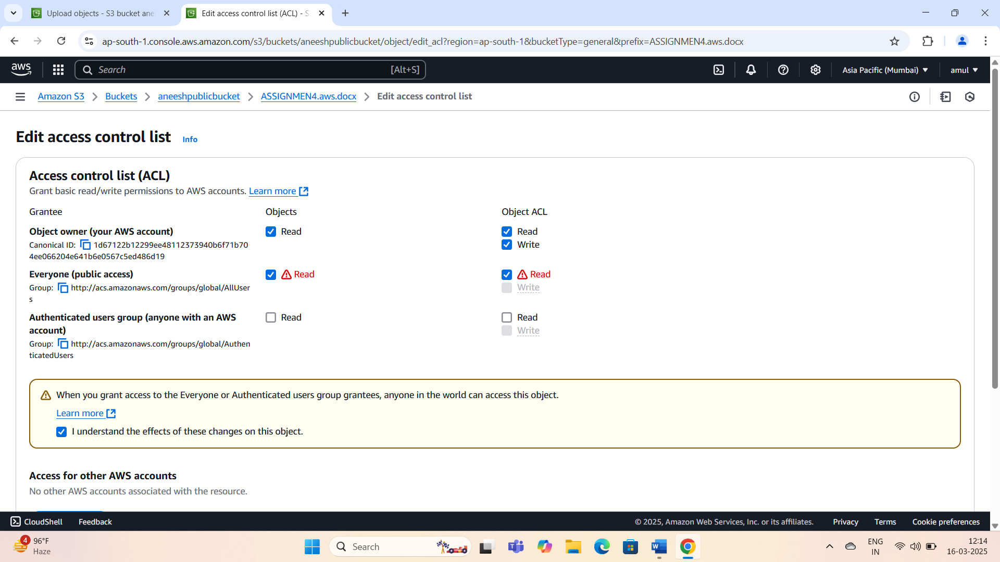 Upload objects - S3 bucket ane
Edit access control list (ACL) - S
ap-south-1.console.aws.amazon.com/s3/buckets/aneeshpublicbucket/object/edit_acl?region=ap-south-1&bucketType=general&prefix=ASSIGNMEN4.aws.docx
aws
Search [Alt+S]
Asia Pacific (Mumbai)
amul
Amazon S3 > Buckets > aneeshpublicbucket > ASSIGNMEN4.aws.docx > Edit access control list
Edit access control list Info
Access control list (ACL)
Grant basic read/write permissions to AWS accounts. Learn more
Grantee Objects Object ACL
Object owner (your AWS account) Read Read
Canonical ID: 1d67122b12299ee48112373940b6f71b70 Write
4ee066204e641b6e0567c5ed486d19
Everyone (public access) Read Read
Group: http://acs.amazonaws.com/groups/global/AllUser Write
s
Authenticated users group (anyone with an AWS Read Read
account) Write
Group: http://acs.amazonaws.com/groups/global/Authen
ticatedUsers
When you grant access to the Everyone or Authenticated users group grantees, anyone in the world can access this object.
Learn more
I understand the effects of these changes on this object.
Access for other AWS accounts
No other AWS accounts associated with the resource.
CloudShell Feedback © 2025, Amazon Web Services, Inc. or its affiliates. Privacy Terms Cookie preferences
4 96°F
Haze
Search
ENG
IN
12:14
16-03-2025